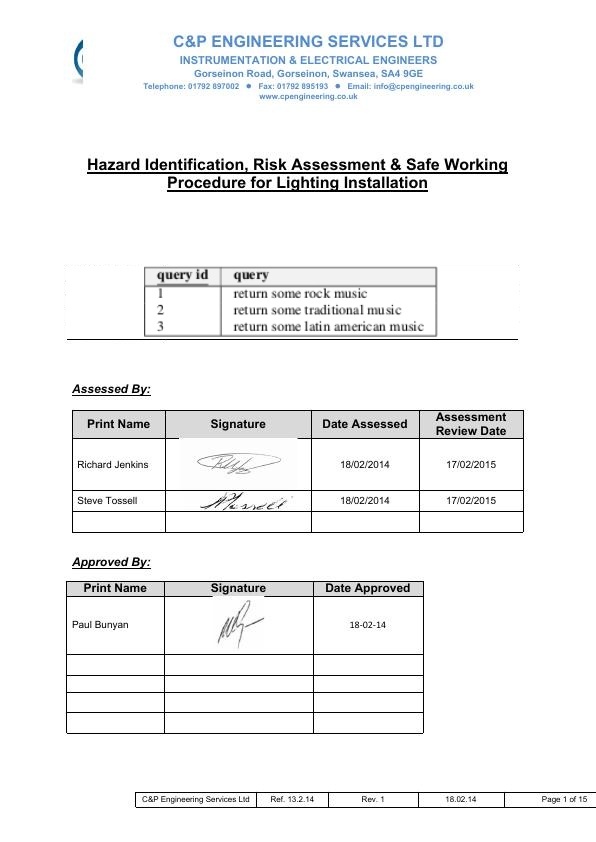 C&P ENGINEERING SERVICES LTD
INSTRUMENTATION & ELECTRICAL ENGINEERS
Gorseinon Road, Gorseinon, Swansea, SA4 9GE
Telephone: 01792 897002 ● Fax: 01792 895193 ● Email: info@cpengineering.co.uk
www.cpengineering.co.uk
Hazard Identification, Risk Assessment & Safe Working
Procedure for Lighting Installation
query id query
1 return some rock music
2 return some traditional music
3 return some latin american music
Assessed By:
Print Name Signature Date Assessed Assessment Review Date
Richard Jenkins 18/02/2014 17/02/2015
Steve Tossell 18/02/2014 17/02/2015
Approved By:
Print Name Signature Date Approved
Paul Bunyan 18-02-14
C&P Engineering Services Ltd Ref. 13.2.14 Rev. 1 18.02.14 Page 1 of 15